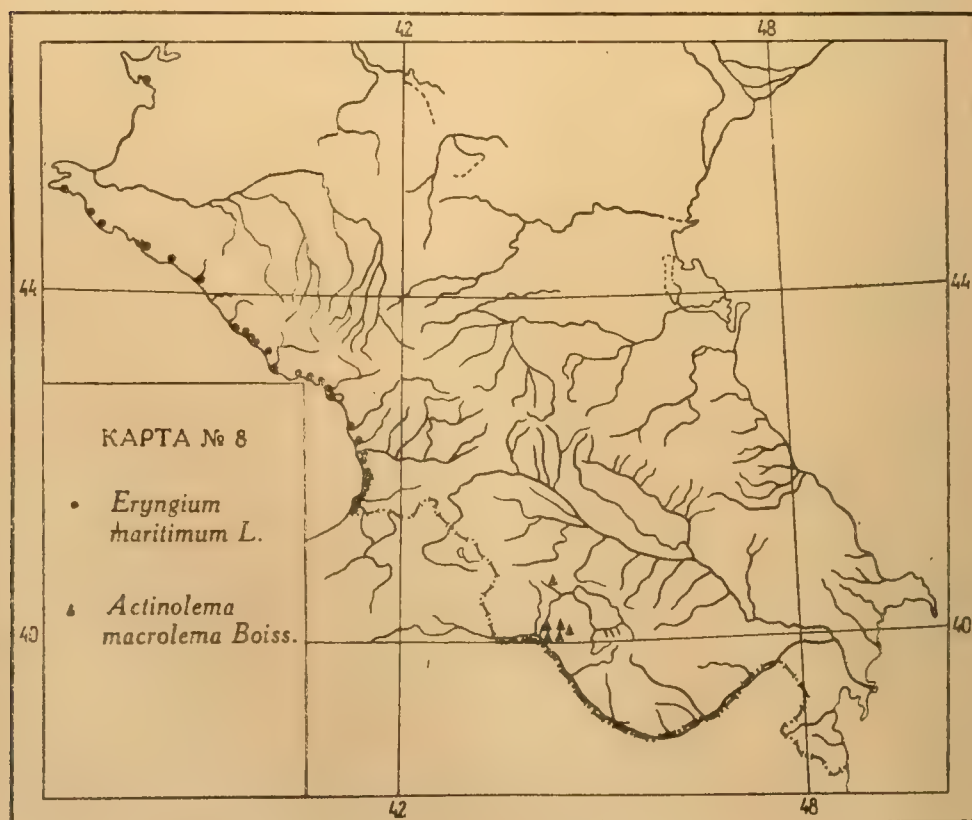 42 48
44 44
КАРТА № 8
Eryngium
maritimum L.
Actinolema
macrolema Boiss.
40 40
42 48